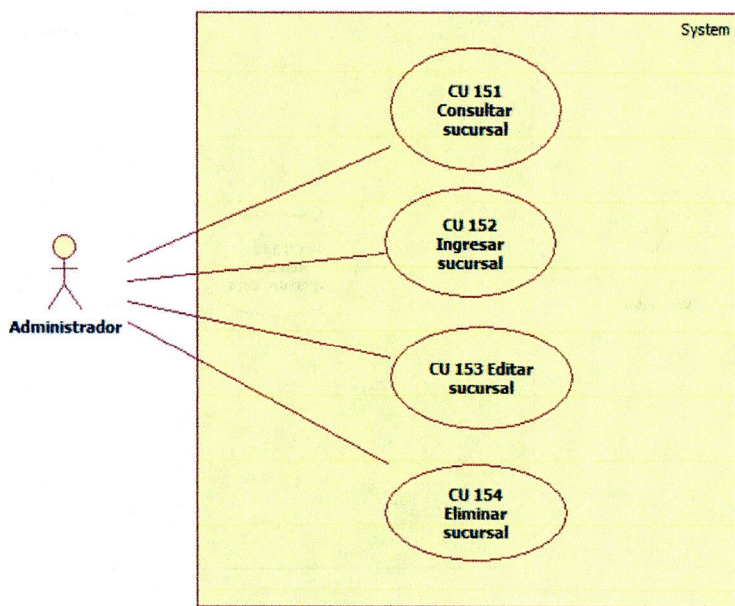 System
CU 151
Consultar
sucursal
CU 152
Ingresar
sucursal
Administrador
CU 153 Editar
sucursal
CU 154
Eliminar
sucursal